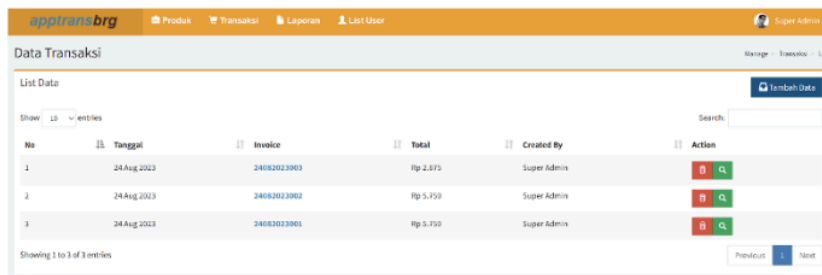 apptransbrg Produk Transaksi Laporan List User Super Admin
Data Transaksi Manage - Transaksi - L
List Data Tambah Data
Show 10 entries Search:
No Tanggal Invoice Total Created By Action
1 24 Aug 2023 24082023003 Rp 2.875 Super Admin
2 24 Aug 2023 24082023002 Rp 5.750 Super Admin
3 24 Aug 2023 24082023001 Rp 5.750 Super Admin
Showing 1 to 3 of 3 entries Previous 1 Next